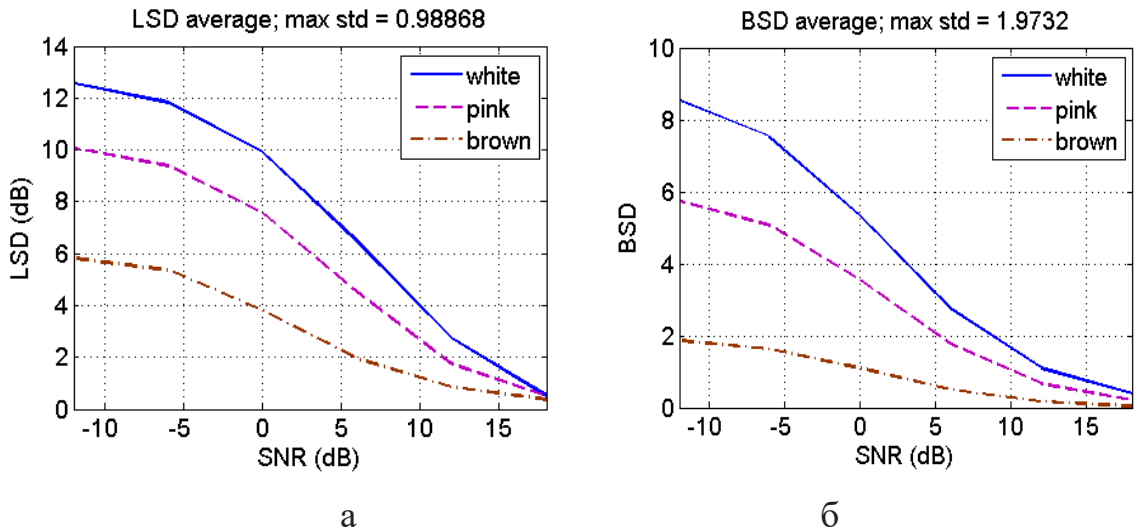 LSD average; max std = 0.98868
14
12
10
8
6
4
2
0
LSD (dB)
white
pink
brown
-10 -5 0 5 10 15
SNR (dB)
а
BSD average; max std = 1.9732
10
8
6
4
2
0
BSD
white
pink
brown
-10 -5 0 5 10 15
SNR (dB)
б